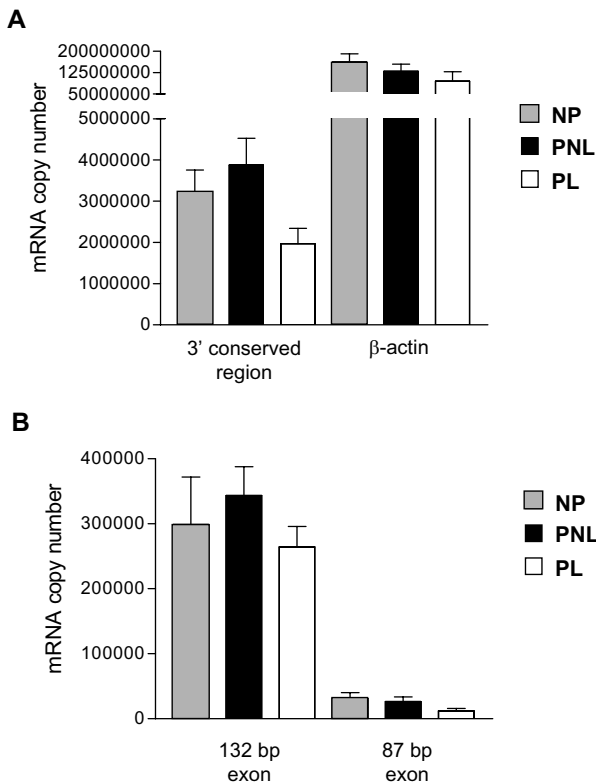 A
mRNA copy number
200000000
125000000
50000000
5000000
4000000
3000000
2000000
1000000
0
3’ conserved
region
β-actin
NP
PNL
PL
B
mRNA copy number
400000
300000
200000
100000
0
132 bp
exon
87 bp
exon
NP
PNL
PL